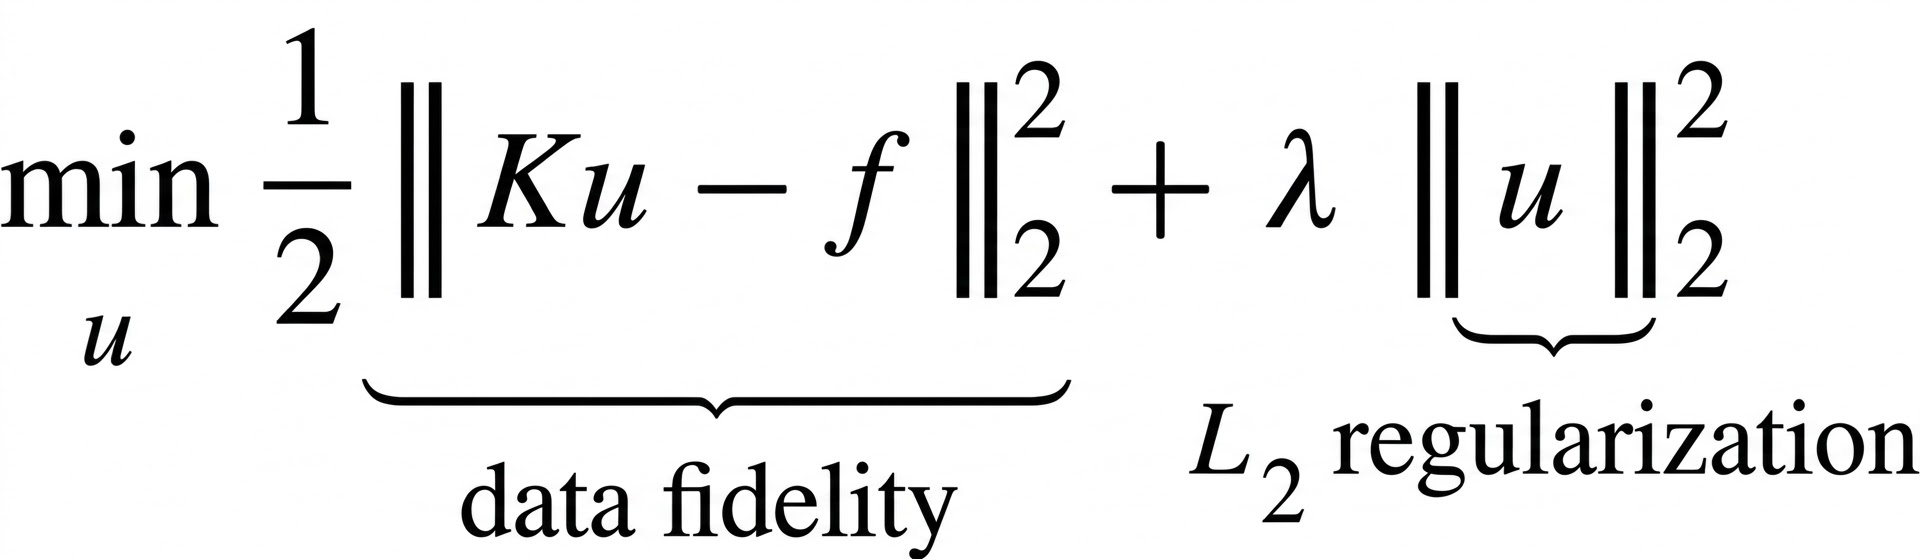 min_u 1/2 ‖Ku − f‖_2^2 + λ ‖u‖_2^2
data fidelity
L_2 regularization